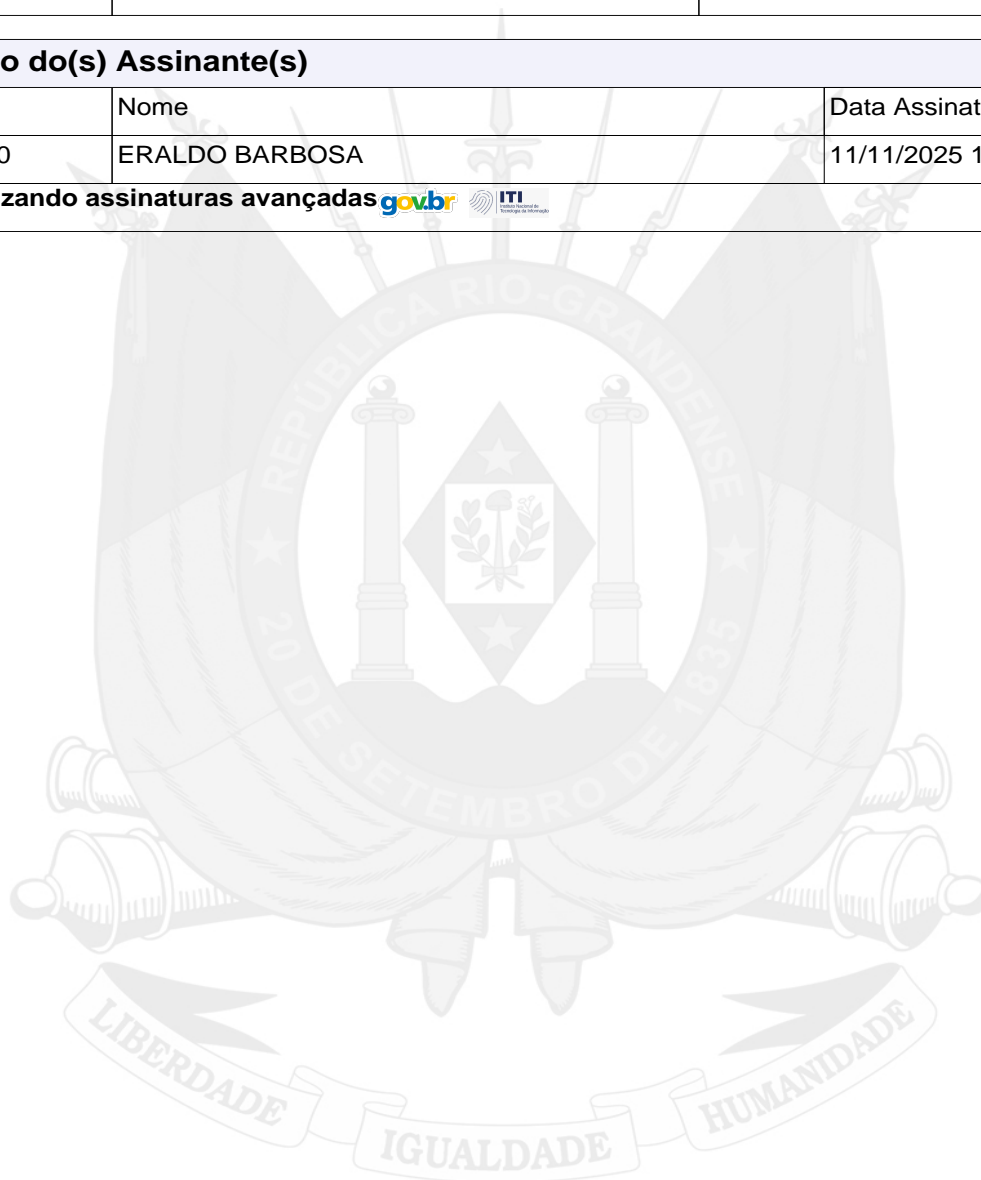 o do(s) Assinante(s)
Nome Data Assinat
0 ERALDO BARBOSA 11/11/2025 1
zando assinaturas avançadas gov.br ITI
REPÚBLICA RIO-GRANDENSE
20 DE SETEMBRO DE 1835
LIBERDADE IGUALDADE HUMANIDADE